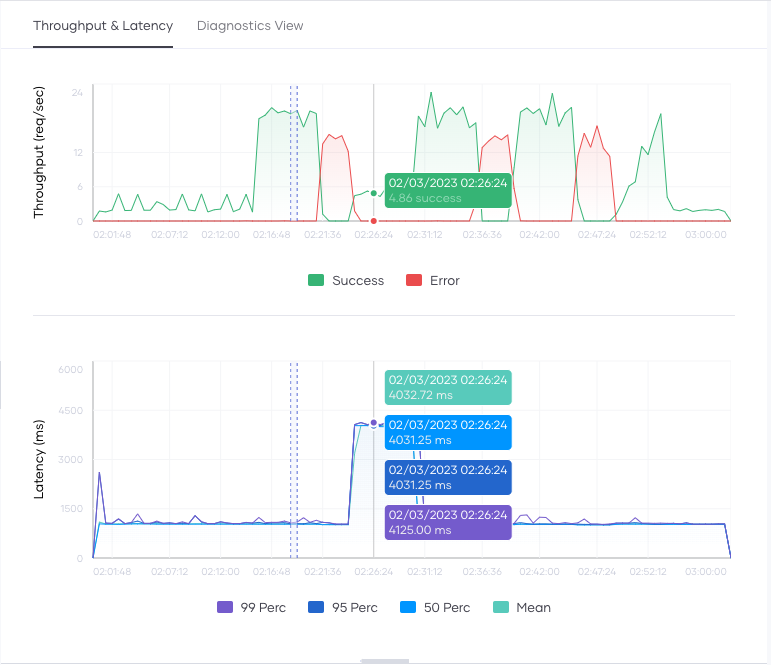 Throughput & Latency
Diagnostics View
Throughput (req/sec)
24
12
6
0
02/03/2023 02:26:24
4.86 success
02:01:48
02:07:12
02:12:00
02:16:48
02:21:36
02:26:24
02:31:12
02:36:36
02:42:00
02:47:24
02:52:12
03:00:00
Success
Error
Latency (ms)
6000
4500
3000
1500
0
02/03/2023 02:26:24
4032.72 ms
02/03/2023 02:26:24
4031.25 ms
02/03/2023 02:26:24
4031.25 ms
02/03/2023 02:26:24
4125.00 ms
02:01:48
02:07:12
02:12:00
02:16:48
02:21:36
02:26:24
02:31:12
02:36:36
02:42:00
02:47:24
02:52:12
03:00:00
99 Perc
95 Perc
50 Perc
Mean